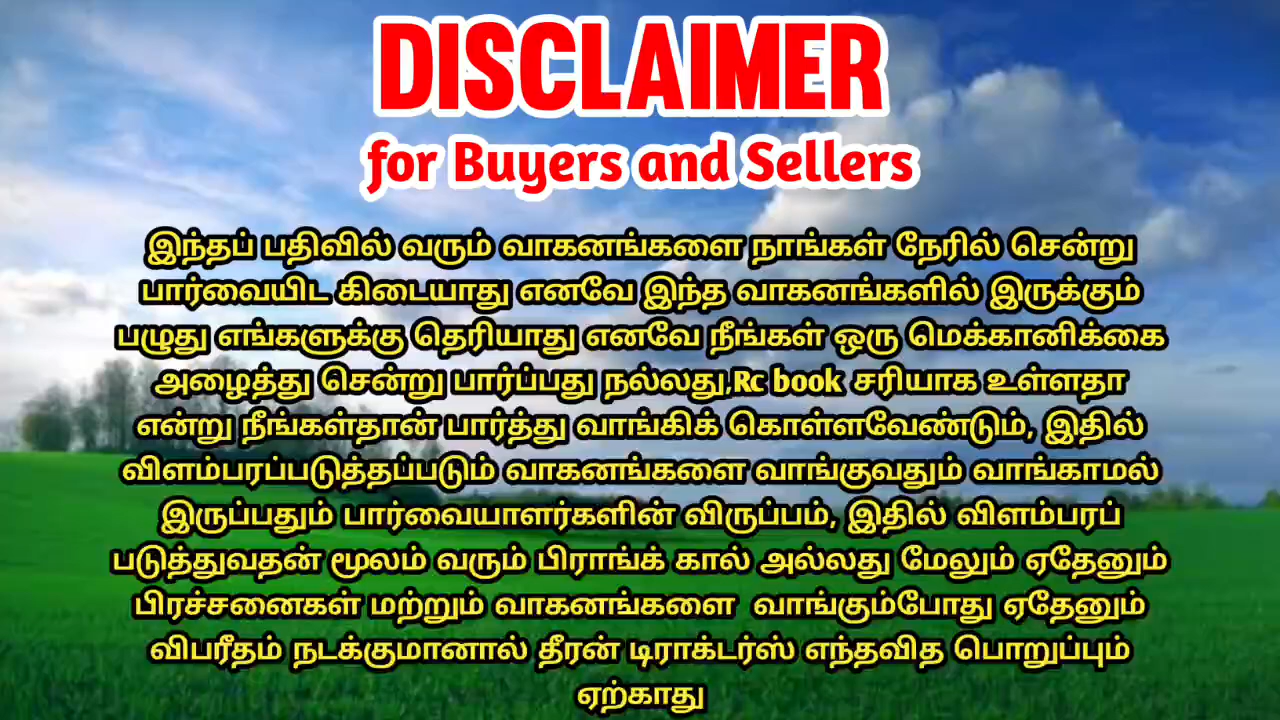 DISCLAIMER
for Buyers and Sellers
இந்தப் பதிவில் வரும் வாகனங்களை நாங்கள் நேரில் சென்று
பார்வையிட கிடையாது எனவே இந்த வாகனங்களில் இருக்கும்
பழுது எங்களுக்கு தெரியாது எனவே நீங்கள் ஒரு மெக்கானிக்கை
அழைத்து சென்று பார்ப்பது நல்லது,Rc book சரியாக உள்ளதா
என்று நீங்கள்தான் பார்த்து வாங்கிக் கொள்ளவேண்டும், இதில்
விளம்பரப்படுத்தப்படும் வாகனங்களை வாங்குவதும் வாங்காமல்
இருப்பதும் பார்வையாளர்களின் விருப்பம், இதில் விளம்பரப்
படுத்துவதன் மூலம் வரும் பிராங்க் கால் அல்லது மேலும் ஏதேனும்
பிரச்சனைகள் மற்றும் வாகனங்களை வாங்கும்போது ஏதேனும்
விபரீதம் நடக்குமானால் தீரன் டிராக்டர்ஸ் எந்தவித பொறுப்பும்
ஏற்காது